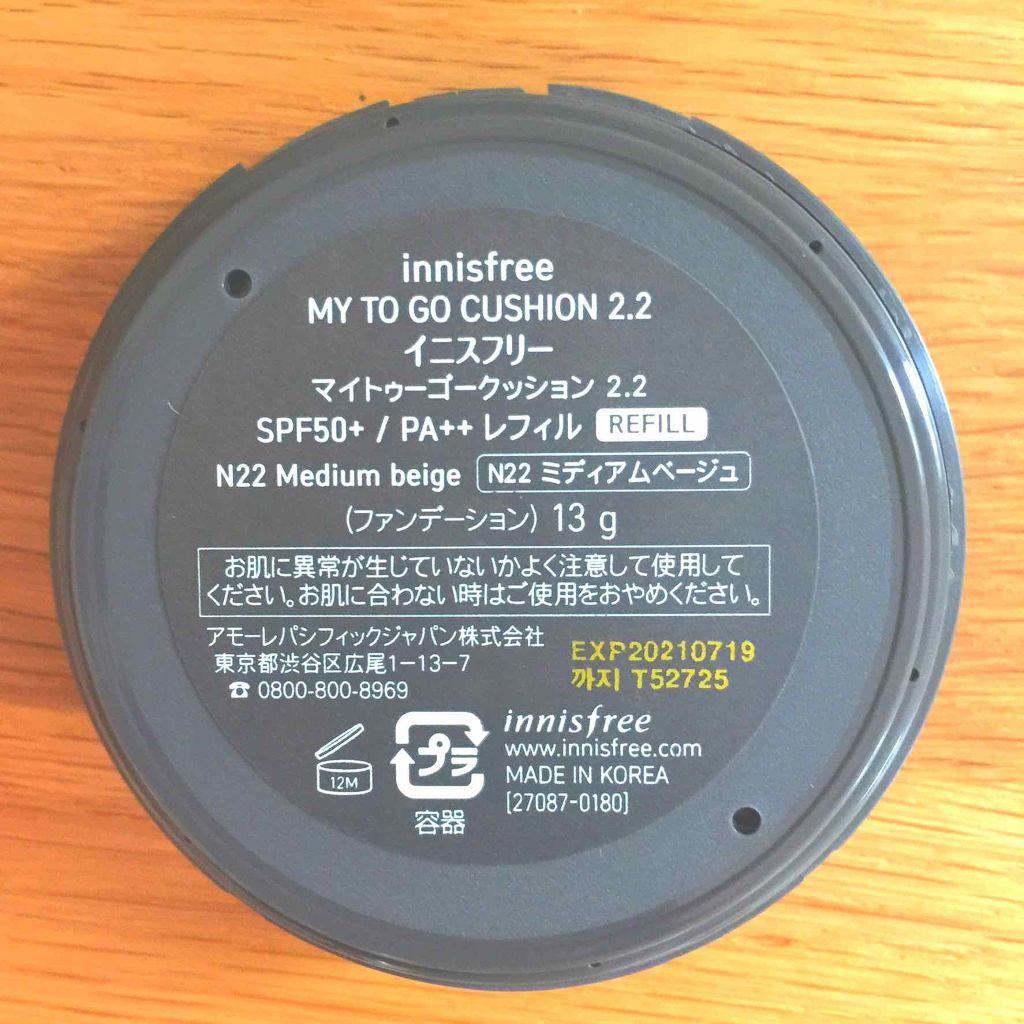 innisfree
MY TO GO CUSHION 2.2
イニスフリー
マイトゥーゴークッション 2.2
SPF50+ / PA++ レフィル REFILL
N22 Medium beige N22 ミディアムベージュ
(ファンデーション) 13 g
お肌に異常が生じていないかよく注意して使用して
ください。お肌に合わない時はご使用をおやめください。
アモーレパシフィックジャパン株式会社
東京都渋谷区広尾1-13-7
☎ 0800-800-8969
EXP20210719
까지 T52725
12M
プラ
容器
innisfree
www.innisfree.com
MADE IN KOREA
[27087-0180]